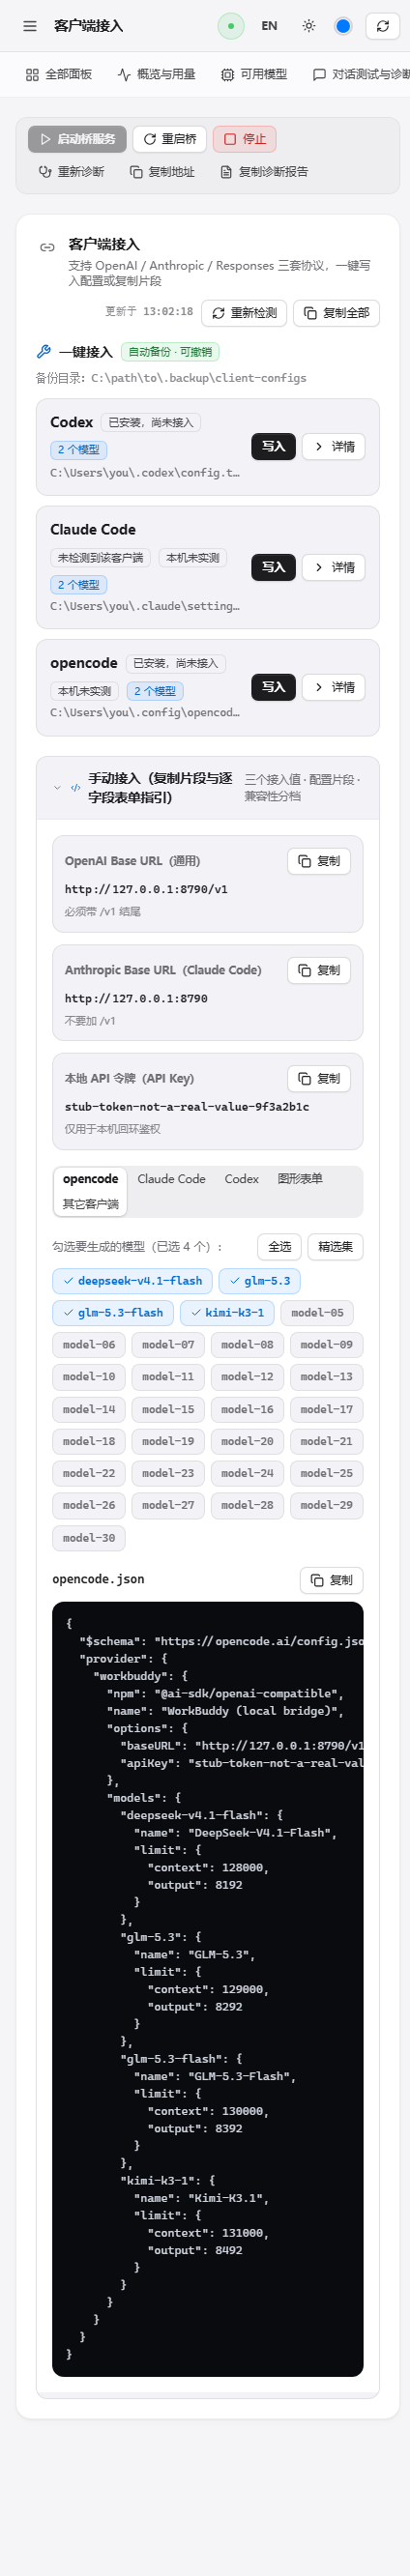 客户端接入
EN
全部面板
概览与用量
可用模型
对话测试与诊断
启动桥服务
重启桥
停止
重新诊断
复制地址
复制诊断报告
客户端接入
支持 OpenAI / Anthropic / Responses 三套协议，一键写
入配置或复制片段
更新于 13:02:18
重新检测
复制全部
一键接入
自动备份 · 可撤销
备份目录: C:\path\to\.backup\client-configs
Codex
已安装，尚未接入
2 个模型
C:\Users\you\.codex\config.t…
写入
详情
Claude Code
未检测到该客户端
本机未实测
2 个模型
C:\Users\you\.claude\setting…
写入
详情
opencode
已安装，尚未接入
本机未实测
2 个模型
C:\Users\you\.config\opencod…
写入
详情
手动接入（复制片段与逐
字段表单指引）
三个接入值 · 配置片段 ·
兼容性分档
OpenAI Base URL（通用）
复制
http://127.0.0.1:8790/v1
必须带 /v1 结尾
Anthropic Base URL（Claude Code）
复制
http://127.0.0.1:8790
不要加 /v1
本地 API 令牌（API Key）
复制
stub-token-not-a-real-value-9f3a2b1c
仅用于本机回环鉴权
opencode
Claude Code
Codex
图形表单
其它客户端
勾选要生成的模型（已选 4 个）:
全选
精选集
deepseek-v4.1-flash
glm-5.3
glm-5.3-flash
kimi-k3-1
model-05
model-06
model-07
model-08
model-09
model-10
model-11
model-12
model-13
model-14
model-15
model-16
model-17
model-18
model-19
model-20
model-21
model-22
model-23
model-24
model-25
model-26
model-27
model-28
model-29
model-30
opencode.json
复制
{
"$schema": "https://opencode.ai/config.jso
"provider": {
"workbuddy": {
"npm": "@ai-sdk/openai-compatible",
"name": "WorkBuddy (local bridge)",
"options": {
"baseURL": "http://127.0.0.1:8790/v1
"apiKey": "stub-token-not-a-real-val
},
"models": {
"deepseek-v4.1-flash": {
"name": "DeepSeek-V4.1-Flash",
"limit": {
"context": 128000,
"output": 8192
}
},
"glm-5.3": {
"name": "GLM-5.3",
"limit": {
"context": 129000,
"output": 8292
}
},
"glm-5.3-flash": {
"name": "GLM-5.3-Flash",
"limit": {
"context": 130000,
"output": 8392
}
},
"kimi-k3-1": {
"name": "Kimi-K3.1",
"limit": {
"context": 131000,
"output": 8492
}
}
}
}
}
}